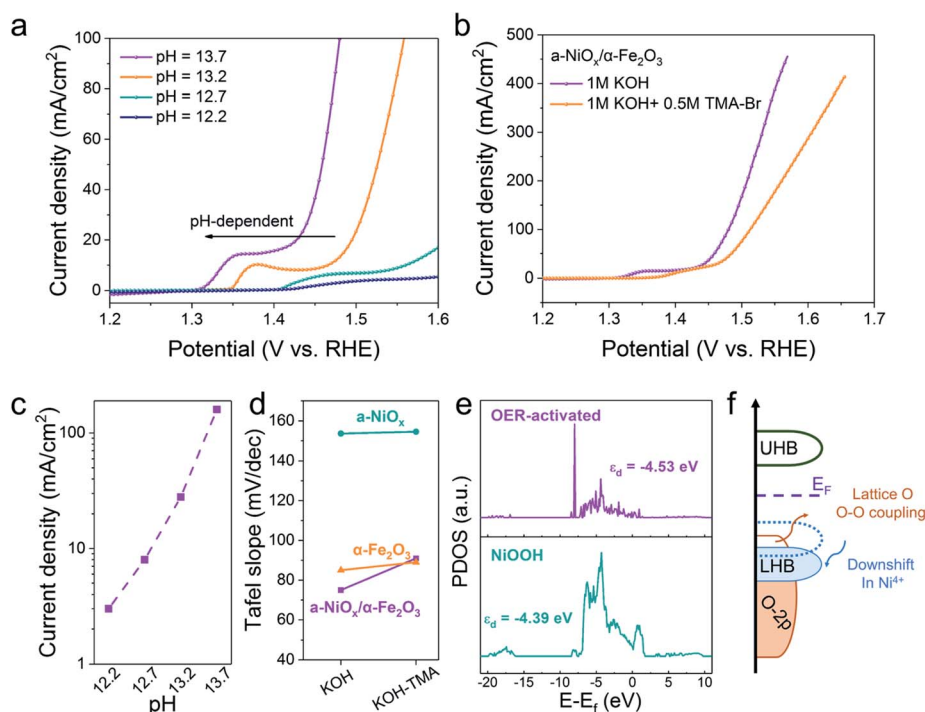 a
Current density (mA/cm²)
100
80
60
40
20
0
pH = 13.7
pH = 13.2
pH = 12.7
pH = 12.2
pH-dependent
1.2 1.3 1.4 1.5 1.6
Potential (V vs. RHE)
b
Current density (mA/cm²)
500
400
300
200
100
0
a-NiOₓ/α-Fe₂O₃
1M KOH
1M KOH+ 0.5M TMA-Br
1.2 1.3 1.4 1.5 1.6 1.7
Potential (V vs. RHE)
c
Current density (mA/cm²)
100
10
1
12.2 12.7 13.2 13.7
pH
d
Tafel slope (mV/dec)
160
140
120
100
80
60
40
a-NiOₓ
α-Fe₂O₃
a-NiOₓ/α-Fe₂O₃
KOH KOH-TMA
e
PDOS (a.u.)
OER-activated
ε_d = -4.53 eV
NiOOH
ε_d = -4.39 eV
-20 -15 -10 -5 0 5 10
E-E_f (eV)
f
UHB
E_F
Lattice O
O-O coupling
LHB
Downshift
In Ni⁴⁺
O-2p